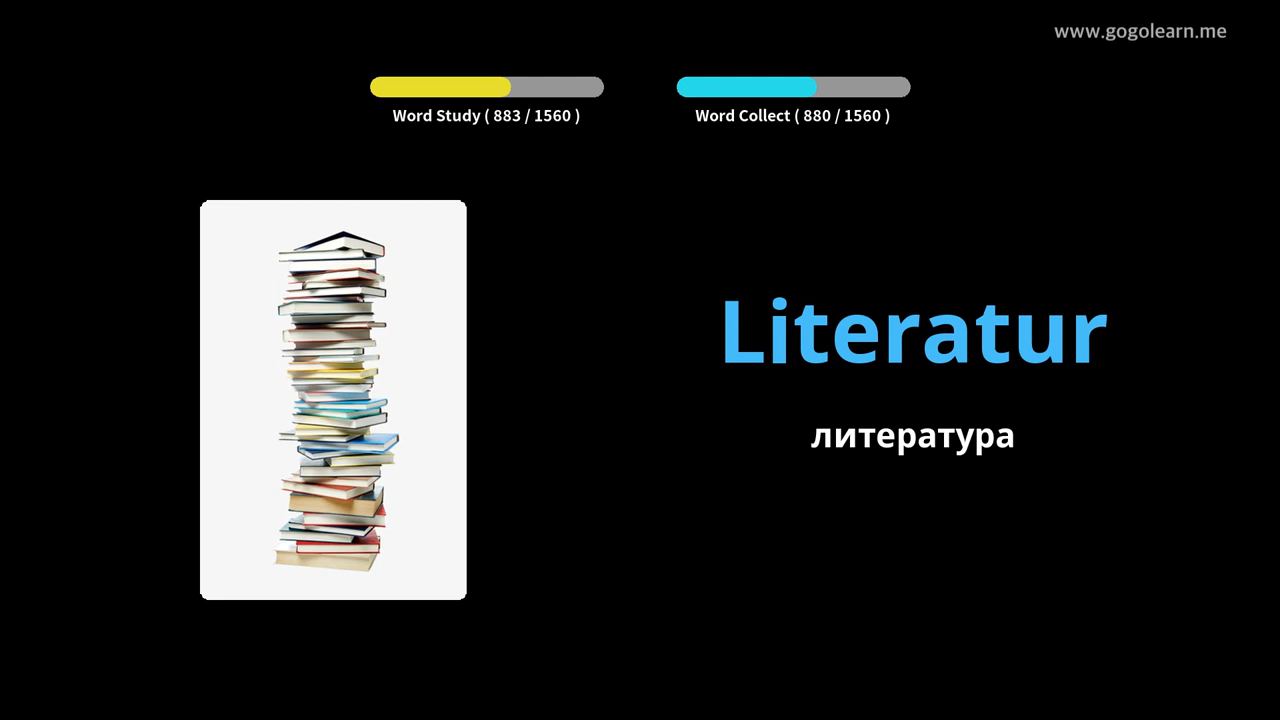 www.gogolearn.me
Word Study ( 883 / 1560 )
Word Collect ( 880 / 1560 )
Literatur
литература